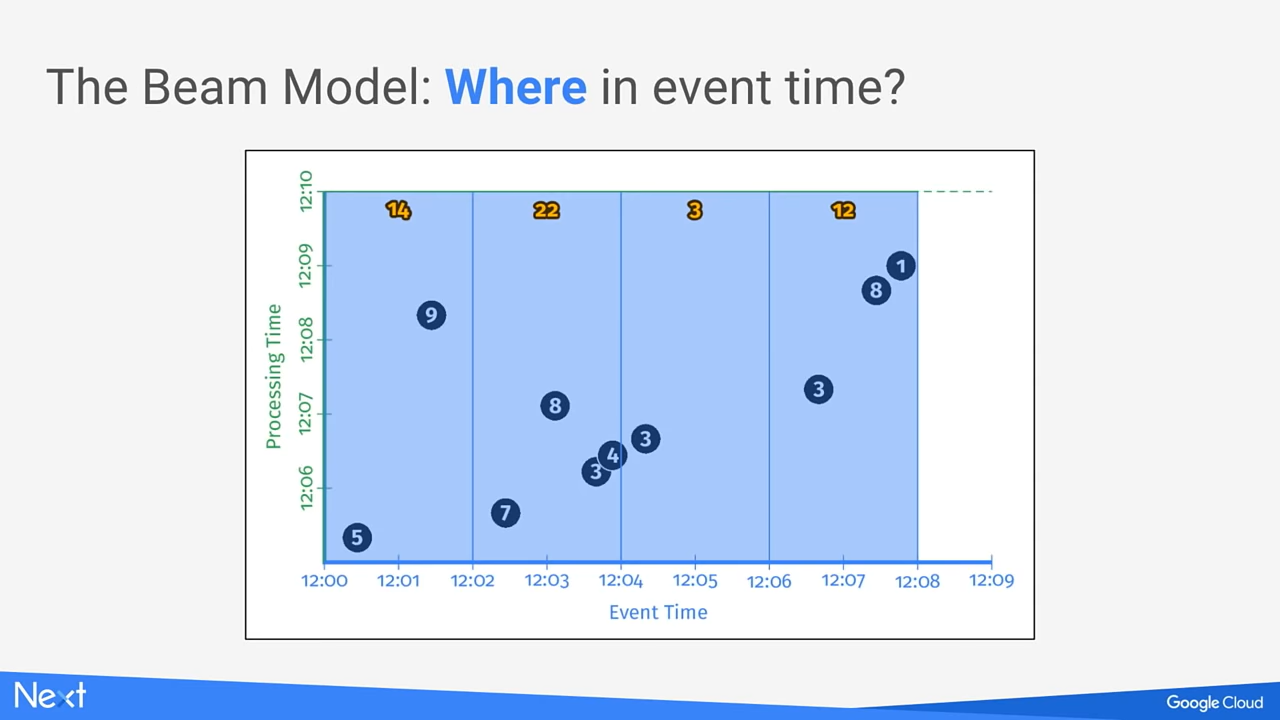 The Beam Model: Where in event time?
12:10
12:09
12:08
12:07
12:06
Processing Time
14 22 3 12
1
8
9
3
8
3
4
3
7
5
12:00 12:01 12:02 12:03 12:04 12:05 12:06 12:07 12:08 12:09
Event Time
Next
Google Cloud